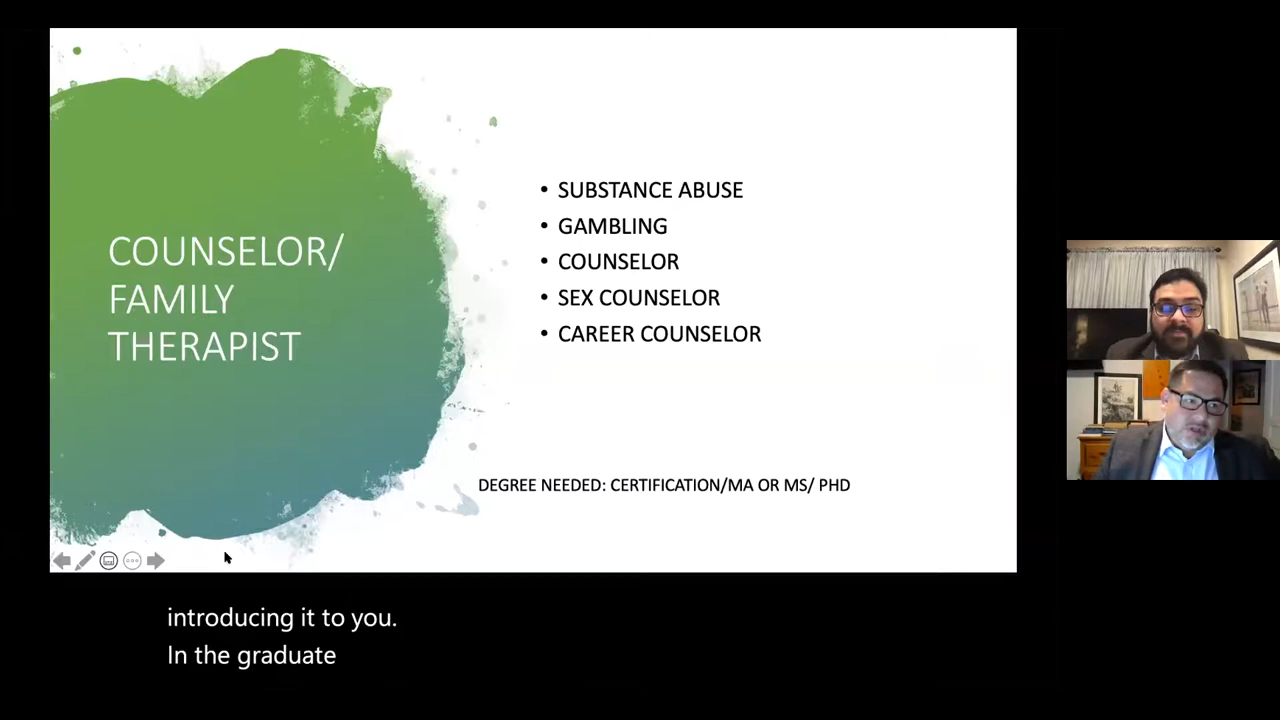 COUNSELOR/
FAMILY
THERAPIST
• SUBSTANCE ABUSE
• GAMBLING
• COUNSELOR
• SEX COUNSELOR
• CAREER COUNSELOR
DEGREE NEEDED: CERTIFICATION/MA OR MS/ PHD
introducing it to you.
In the graduate